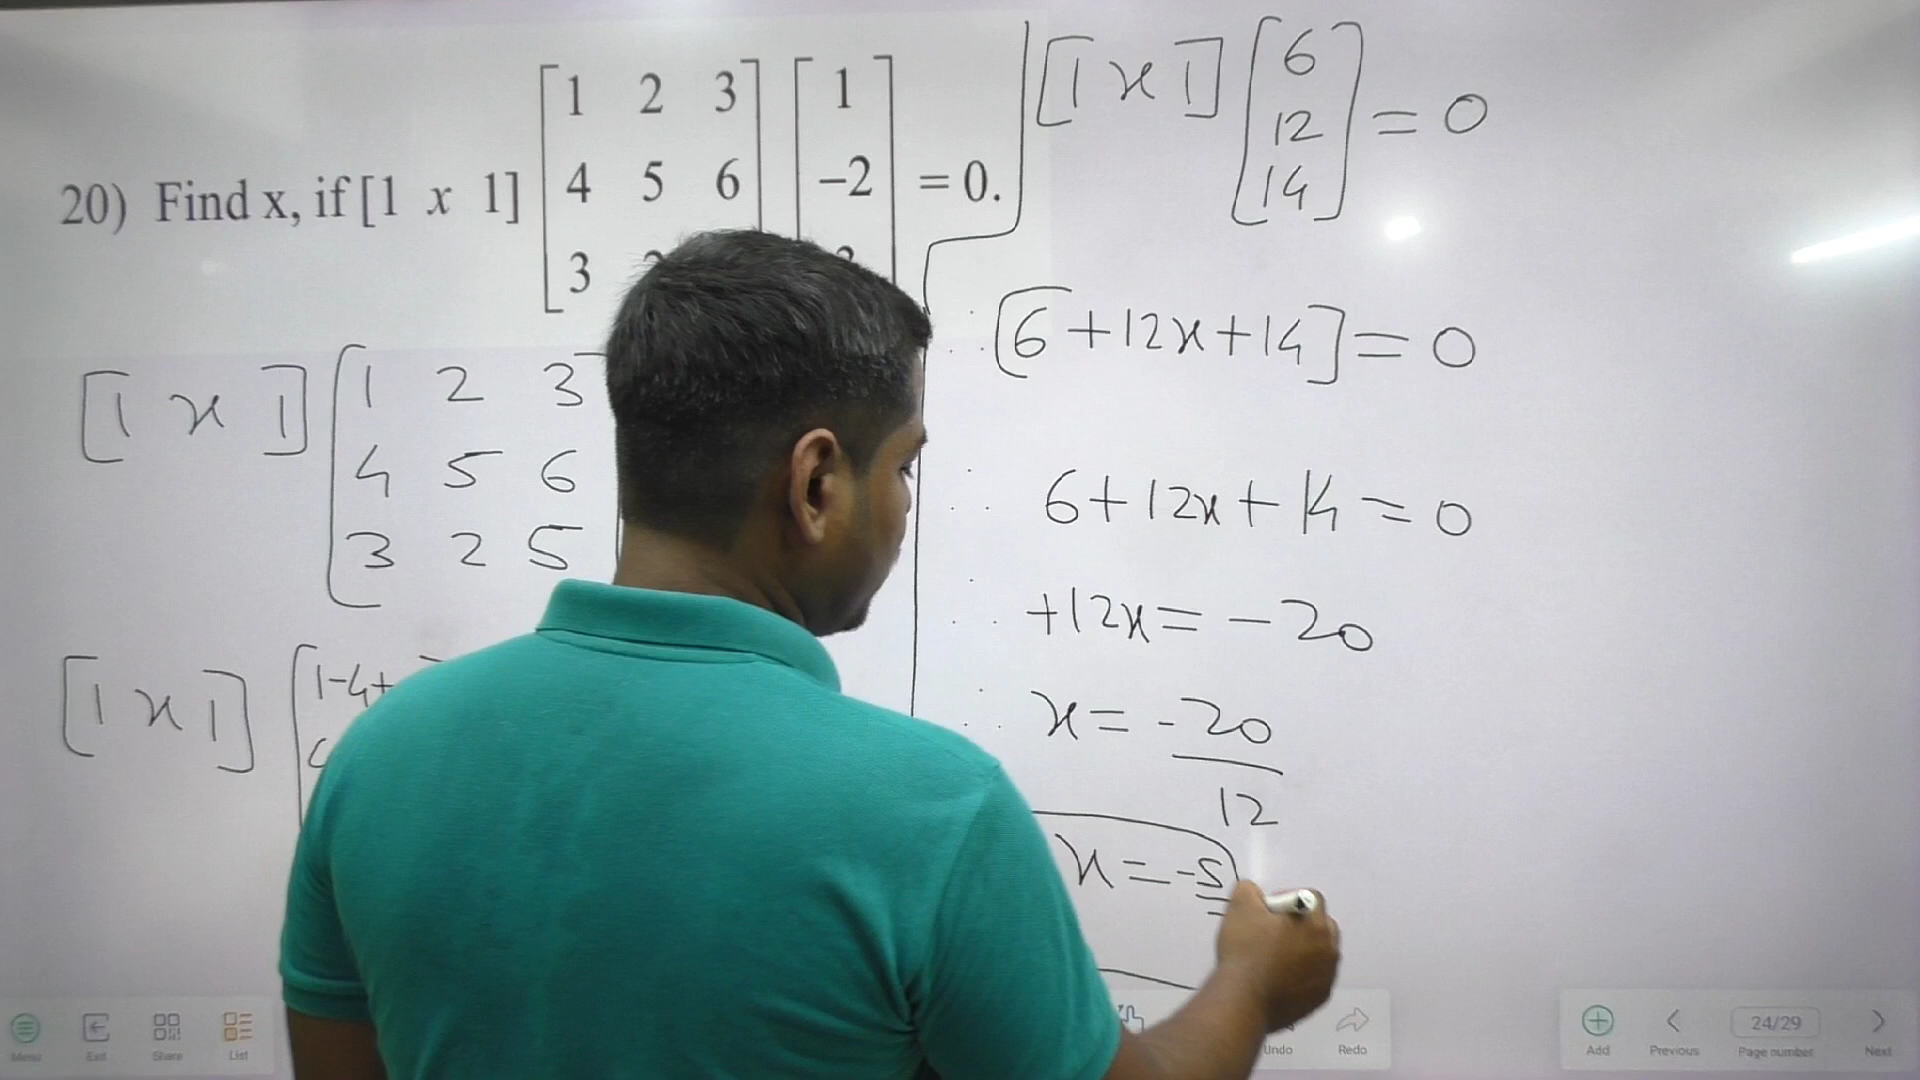 1 2 3 1
20) Find x, if [1 x 1] 4 5 6 -2 = 0.
3
[1 x 1] [1 2 3
4 5 6
3 2 5
[1 x 1] [1-4+
[1 x 1] [6
12
14] = 0
∴ [6+12x+14] = 0
∴ 6+12x+14 = 0
∴ +12x = -20
∴ x = -20
12
x = -5
Menu Exit Share List
Undo Redo
Add Previous 24/29 Page number Next